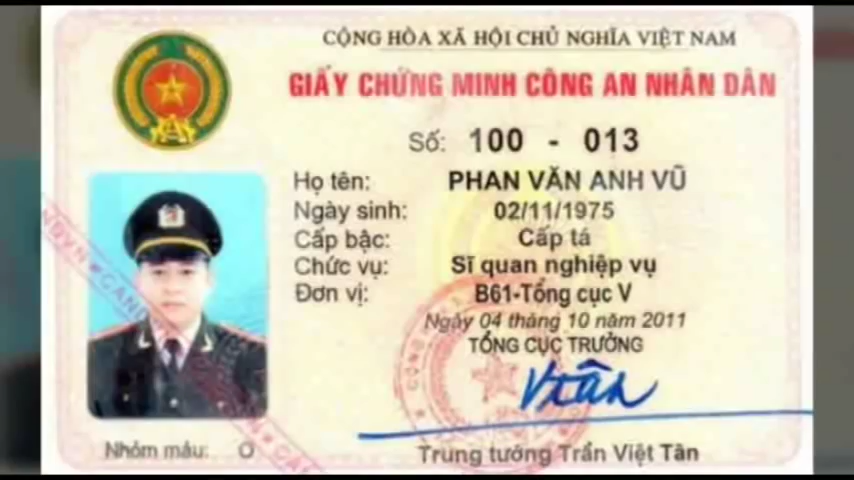 CỘNG HÒA XÃ HỘI CHỦ NGHĨA VIỆT NAM
GIẤY CHỨNG MINH CÔNG AN NHÂN DÂN
Số: 100 - 013
Họ tên: PHAN VĂN ANH VŨ
Ngày sinh: 02/11/1975
Cấp bậc: Cấp tá
Chức vụ: Sĩ quan nghiệp vụ
Đơn vị: B61-Tổng cục V
Ngày 04 tháng 10 năm 2011
TỔNG CỤC TRƯỞNG
Vtân
Nhóm máu: O
Trung tướng Trần Việt Tân